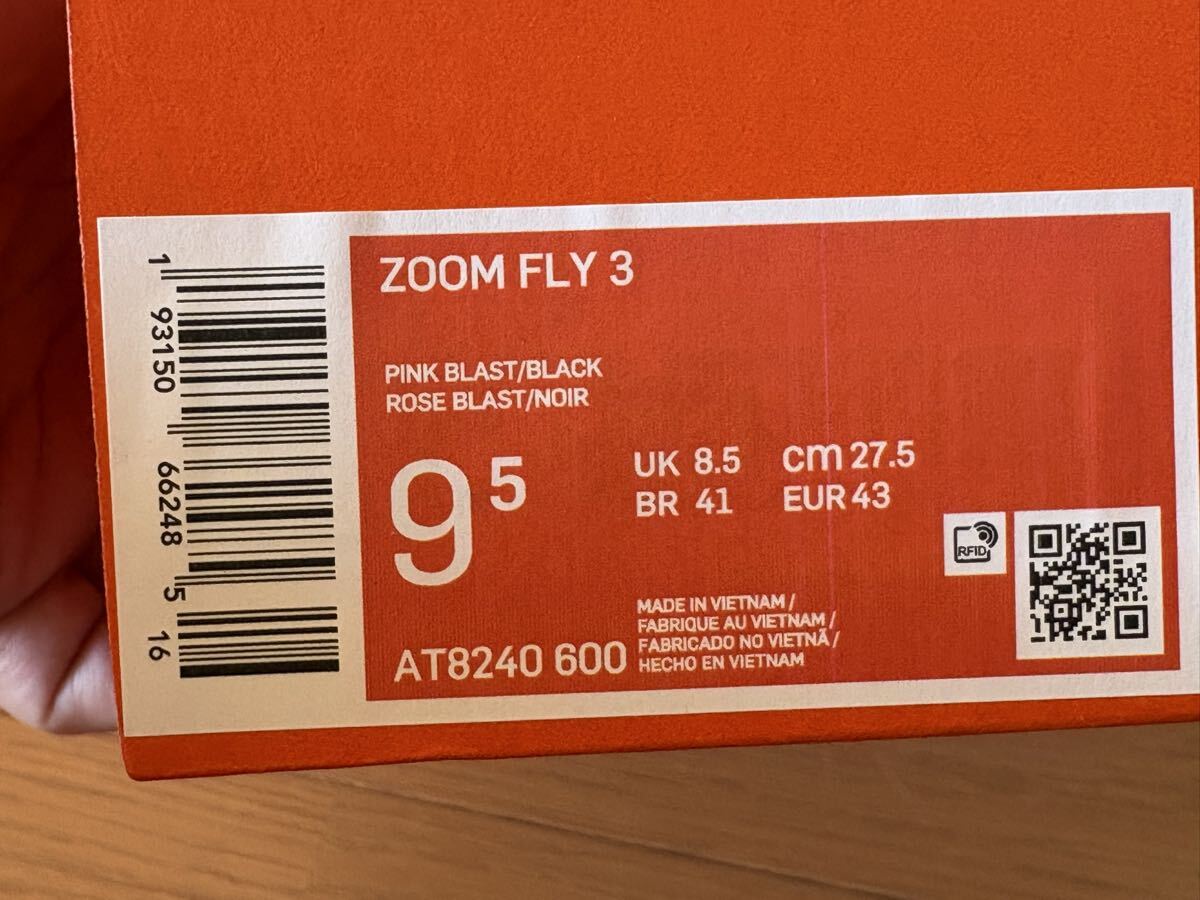 ZOOM FLY 3
PINK BLAST/BLACK
ROSE BLAST/NOIR
9 5
UK 8.5 cm 27.5
BR 41 EUR 43
RFID
MADE IN VIETNAM /
FABRIQUE AU VIETNAM /
FABRICADO NO VIETNÃ /
HECHO EN VIETNAM
AT8240 600
1 93150 66248 5 16